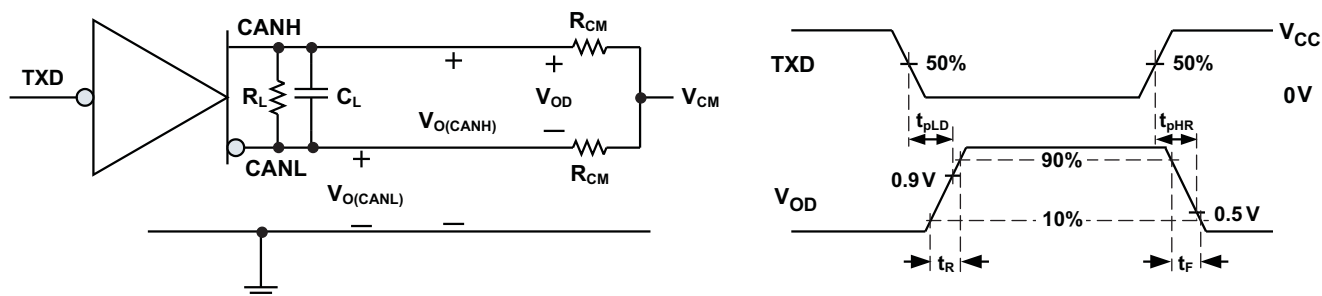 CANH
R_CM
TXD
R_L
C_L
+
+
V_OD
V_CM
V_O(CANH)
−
CANL
+
R_CM
V_O(CANL)
−
−
TXD
50%
50%
V_CC
0V
t_pLD
t_pHR
90%
0.9 V
V_OD
10%
0.5 V
t_R
t_F